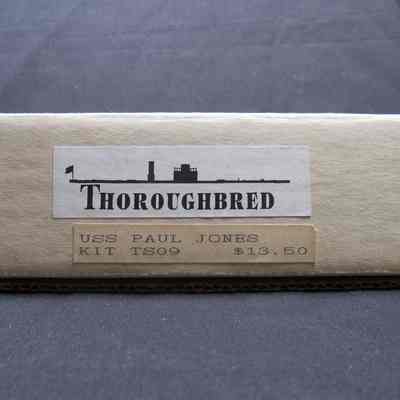 THOROUGHBRED
USS PAUL JONES
KIT TS09 $13.50